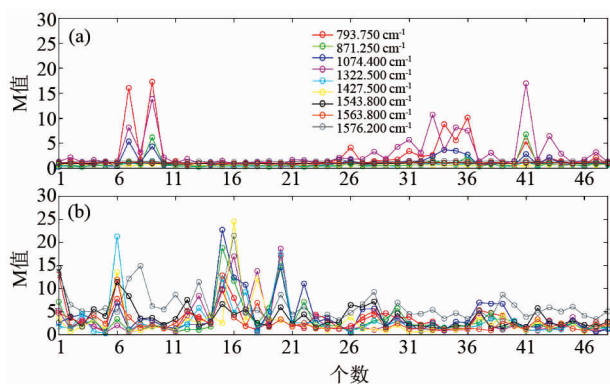 (a)
M值
30
25
20
15
10
5
0
793.750 cm⁻¹
871.250 cm⁻¹
1074.400 cm⁻¹
1322.500 cm⁻¹
1427.500 cm⁻¹
1543.800 cm⁻¹
1563.800 cm⁻¹
1576.200 cm⁻¹
1 6 11 16 21 26 31 36 41 46
(b)
M值
30
25
20
15
10
5
0
1 6 11 16 21 26 31 36 41 46
个数